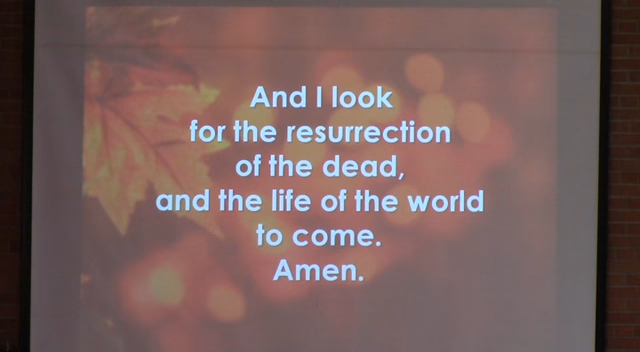 And I look
for the resurrection
of the dead,
and the life of the world
to come.
Amen.